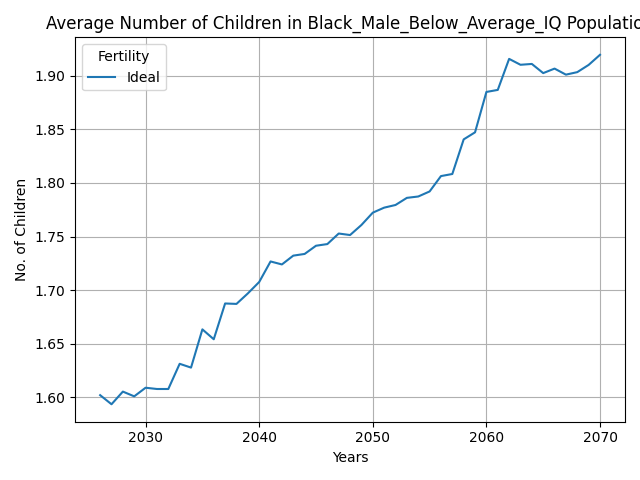 Average Number of Children in Black_Male_Below_Average_IQ Populatio
Fertility
Ideal
No. of Children
1.90
1.85
1.80
1.75
1.70
1.65
1.60
2030
2040
2050
2060
2070
Years